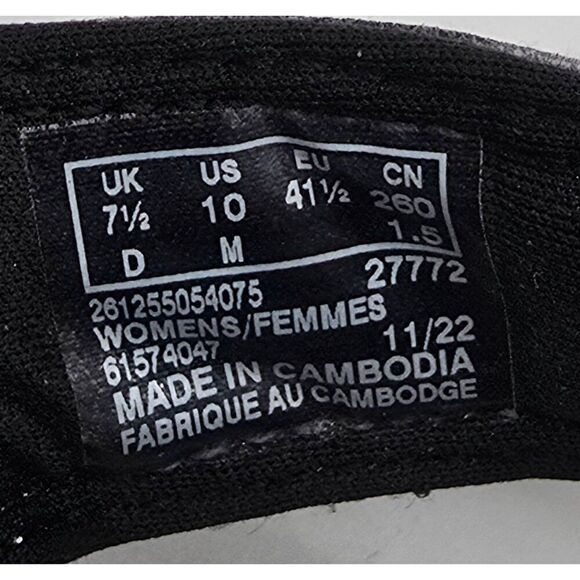 UK US EU CN
7½ 10 41½ 260
D M 1.5
261255054075 27772
WOMENS/FEMMES
61574047 11/22
MADE IN CAMBODIA
FABRIQUE AU CAMBODGE